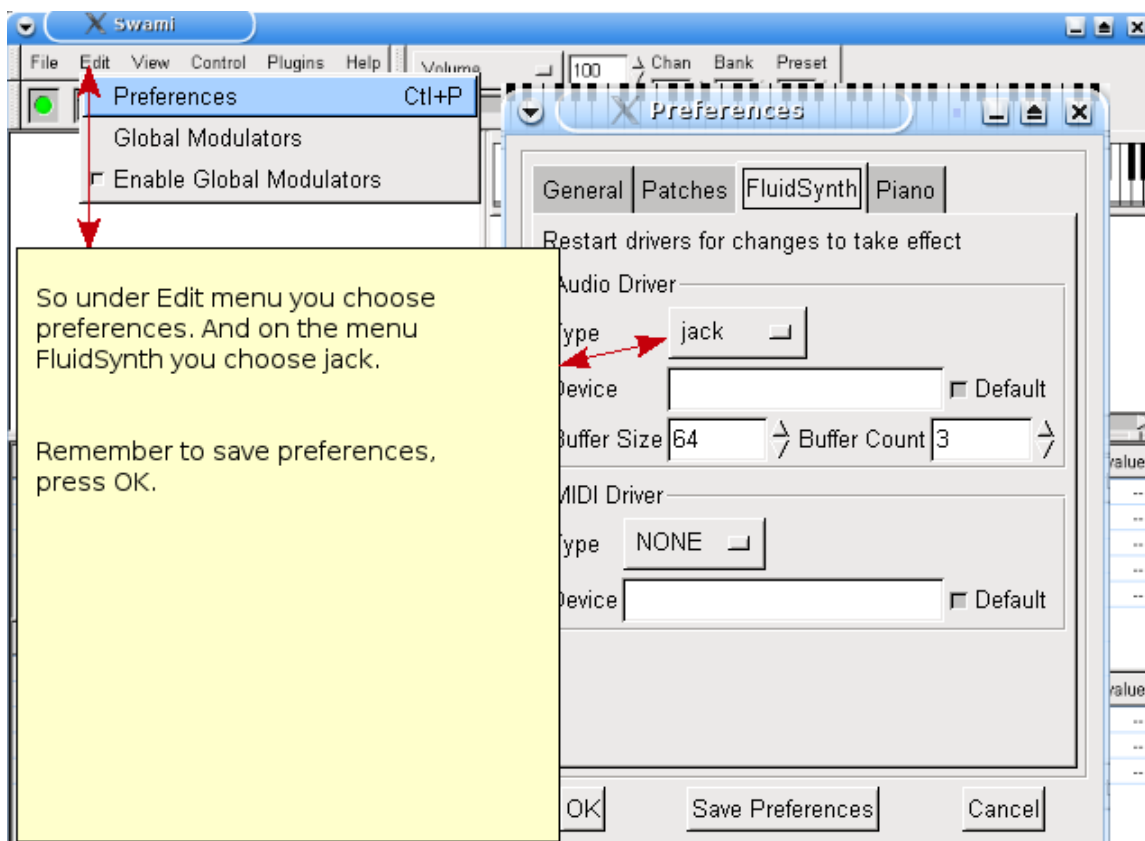 Swami
File Edit View Control Plugins Help
Volume 100 Chan Bank Preset
Preferences Ctl+P
Global Modulators
Enable Global Modulators
So under Edit menu you choose
preferences. And on the menu
FluidSynth you choose jack.
Remember to save preferences,
press OK.
Preferences
General Patches FluidSynth Piano
Restart drivers for changes to take effect
Audio Driver
Type jack
Device Default
Buffer Size 64 Buffer Count 3
MIDI Driver
Type NONE
Device Default
OK Save Preferences Cancel
value
--
--
--
--
--
value
--
--
--